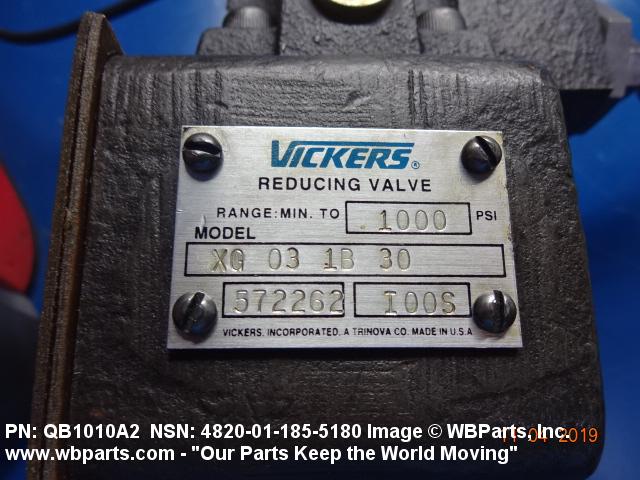 VICKERS®
REDUCING VALVE
RANGE: MIN. TO 1000 PSI
MODEL
XG 03 1B 30
572262 I00S
VICKERS, INCORPORATED, A TRINOVA CO. MADE IN U.S.A
PN: QB1010A2 NSN: 4820-01-185-5180 Image © WBParts, Inc.
04 2019
www.wbparts.com - "Our Parts Keep the World Moving"